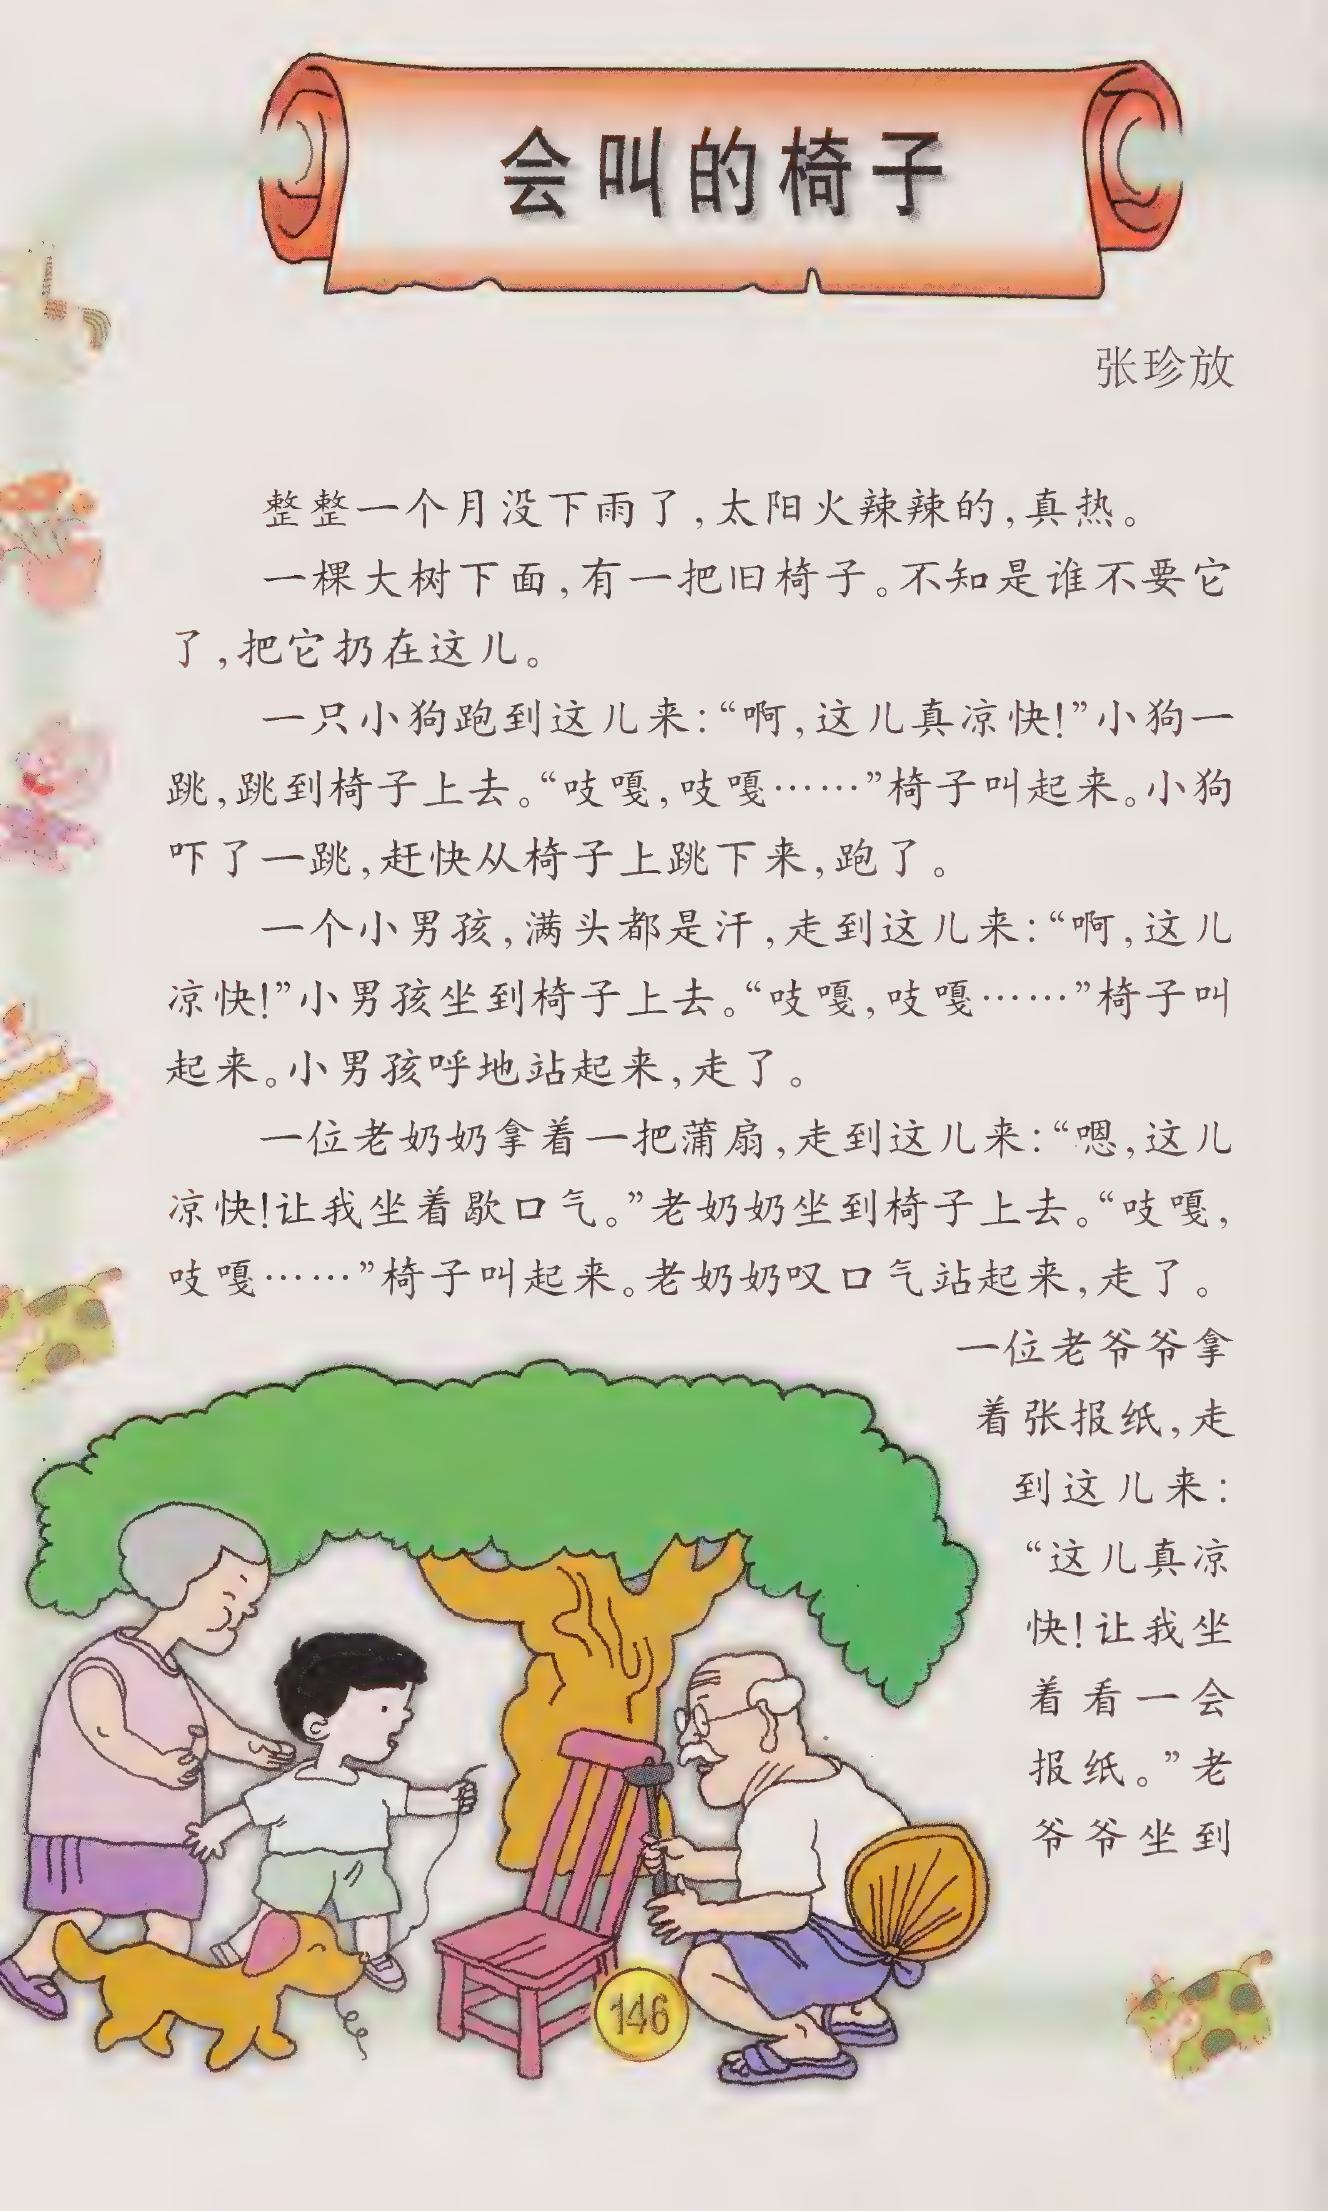 会叫的椅子
张珍放
整整一个月没下雨了,太阳火辣辣的,真热。
一棵大树下面,有一把旧椅子。不知是谁不要它
了,把它扔在这儿。
一只小狗跑到这儿来:“啊,这儿真凉快!”小狗一
跳,跳到椅子上去。“吱嘎,吱嘎……”椅子叫起来。小狗
吓了一跳,赶快从椅子上跳下来,跑了。
一个小男孩,满头都是汗,走到这儿来:“啊,这儿
凉快!”小男孩坐到椅子上去。“吱嘎,吱嘎……”椅子叫
起来。小男孩呼地站起来,走了。
一位老奶奶拿着一把蒲扇,走到这儿来:“嗯,这儿
凉快!让我坐着歇口气。”老奶奶坐到椅子上去。“吱嘎,
吱嘎……”椅子叫起来。老奶奶叹口气站起来,走了。
一位老爷爷拿
着张报纸,走
到这儿来:
“这儿真凉
快!让我坐
着看一会
报纸。”老
爷爷坐到
146